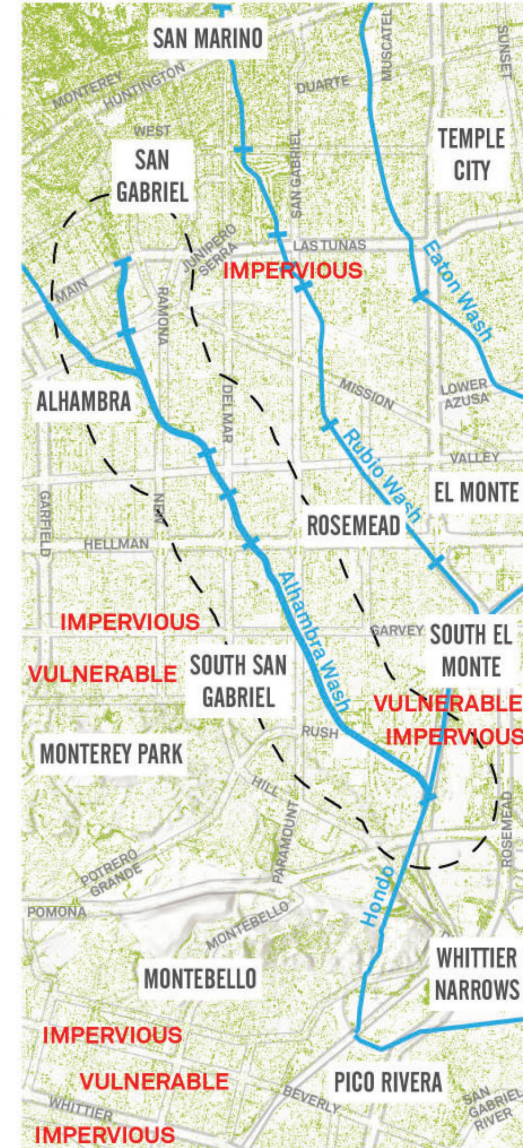 SAN MARINO
MONTEREY
HUNTINGTON
DUARTE
MUSCATEL
SUNSET
WEST
SAN
GABRIEL
SAN GABRIEL
TEMPLE
CITY
JUNIPERO
SERRA
LAS TUNAS
IMPERVIOUS
Eaton Wash
MAIN
RAMONA
ALHAMBRA
DEL MAR
MISSION
LOWER
AZUSA
Rubio Wash
VALLEY
EL MONTE
GARFIELD
NEW
ROSEMEAD
HELLMAN
Alhambra Wash
IMPERVIOUS
GARVEY
SOUTH EL
MONTE
VULNERABLE
SOUTH SAN
GABRIEL
VULNERABLE
IMPERVIOUS
RUSH
MONTEREY PARK
HILL
PARAMOUNT
ROSEMEAD
POTRERO
GRANDE
POMONA
MONTEBELLO
Hondo
MONTEBELLO
WHITTIER
NARROWS
IMPERVIOUS
VULNERABLE
PICO RIVERA
BEVERLY
WHITTIER
IMPERVIOUS
SAN
GABRIEL
RIVER